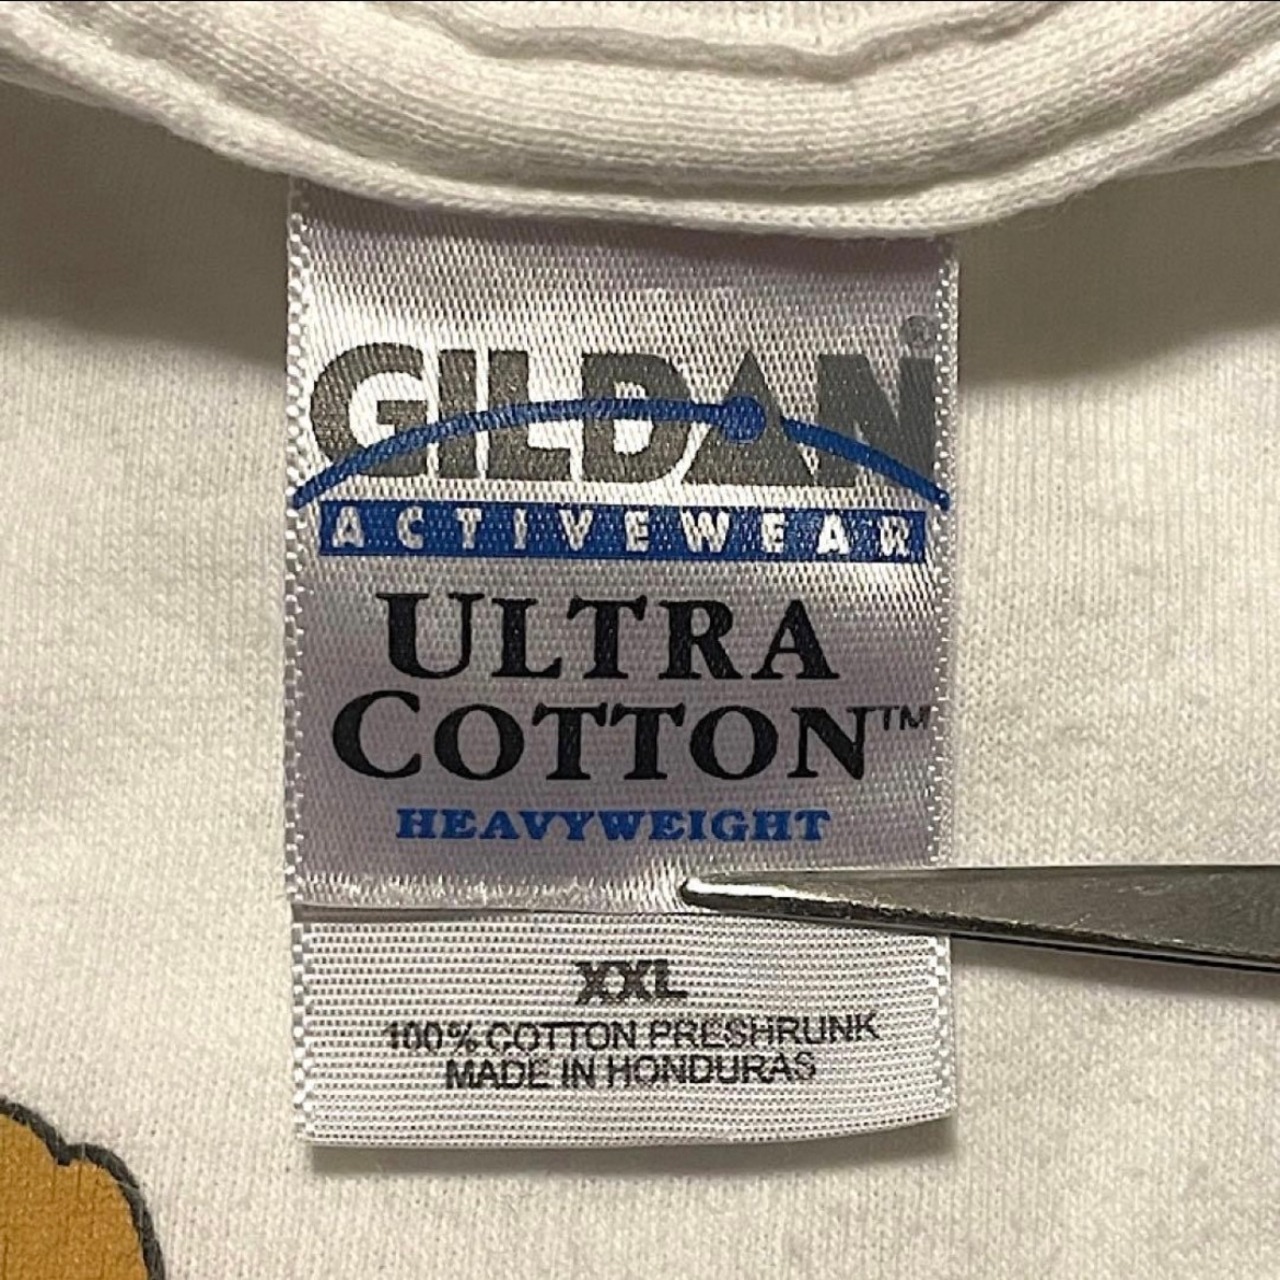 GILDAN®
ACTIVEWEAR
ULTRA
COTTON™
HEAVYWEIGHT
XXL
100% COTTON PRESHRUNK
MADE IN HONDURAS